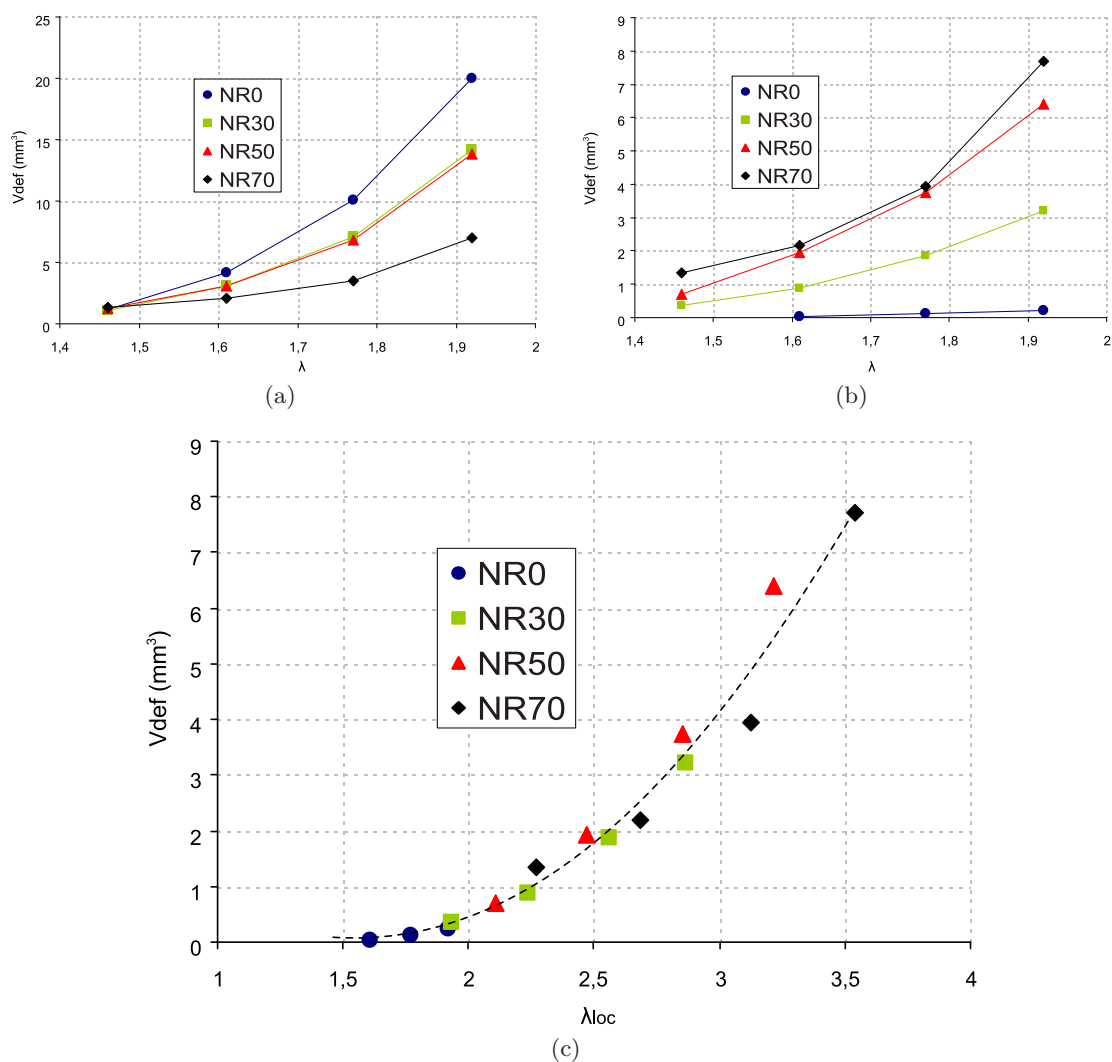 25
20
15
10
5
0
Vdef (mm³)
NR0
NR30
NR50
NR70
1,4 1,5 1,6 1,7 1,8 1,9 2
λ
(a)
9
8
7
6
5
4
3
2
1
0
Vdef (mm³)
NR0
NR30
NR50
NR70
1,4 1,5 1,6 1,7 1,8 1,9 2
λ
(b)
9
8
7
6
5
4
3
2
1
0
Vdef (mm³)
NR0
NR30
NR50
NR70
1 1,5 2 2,5 3 3,5 4
λloc
(c)